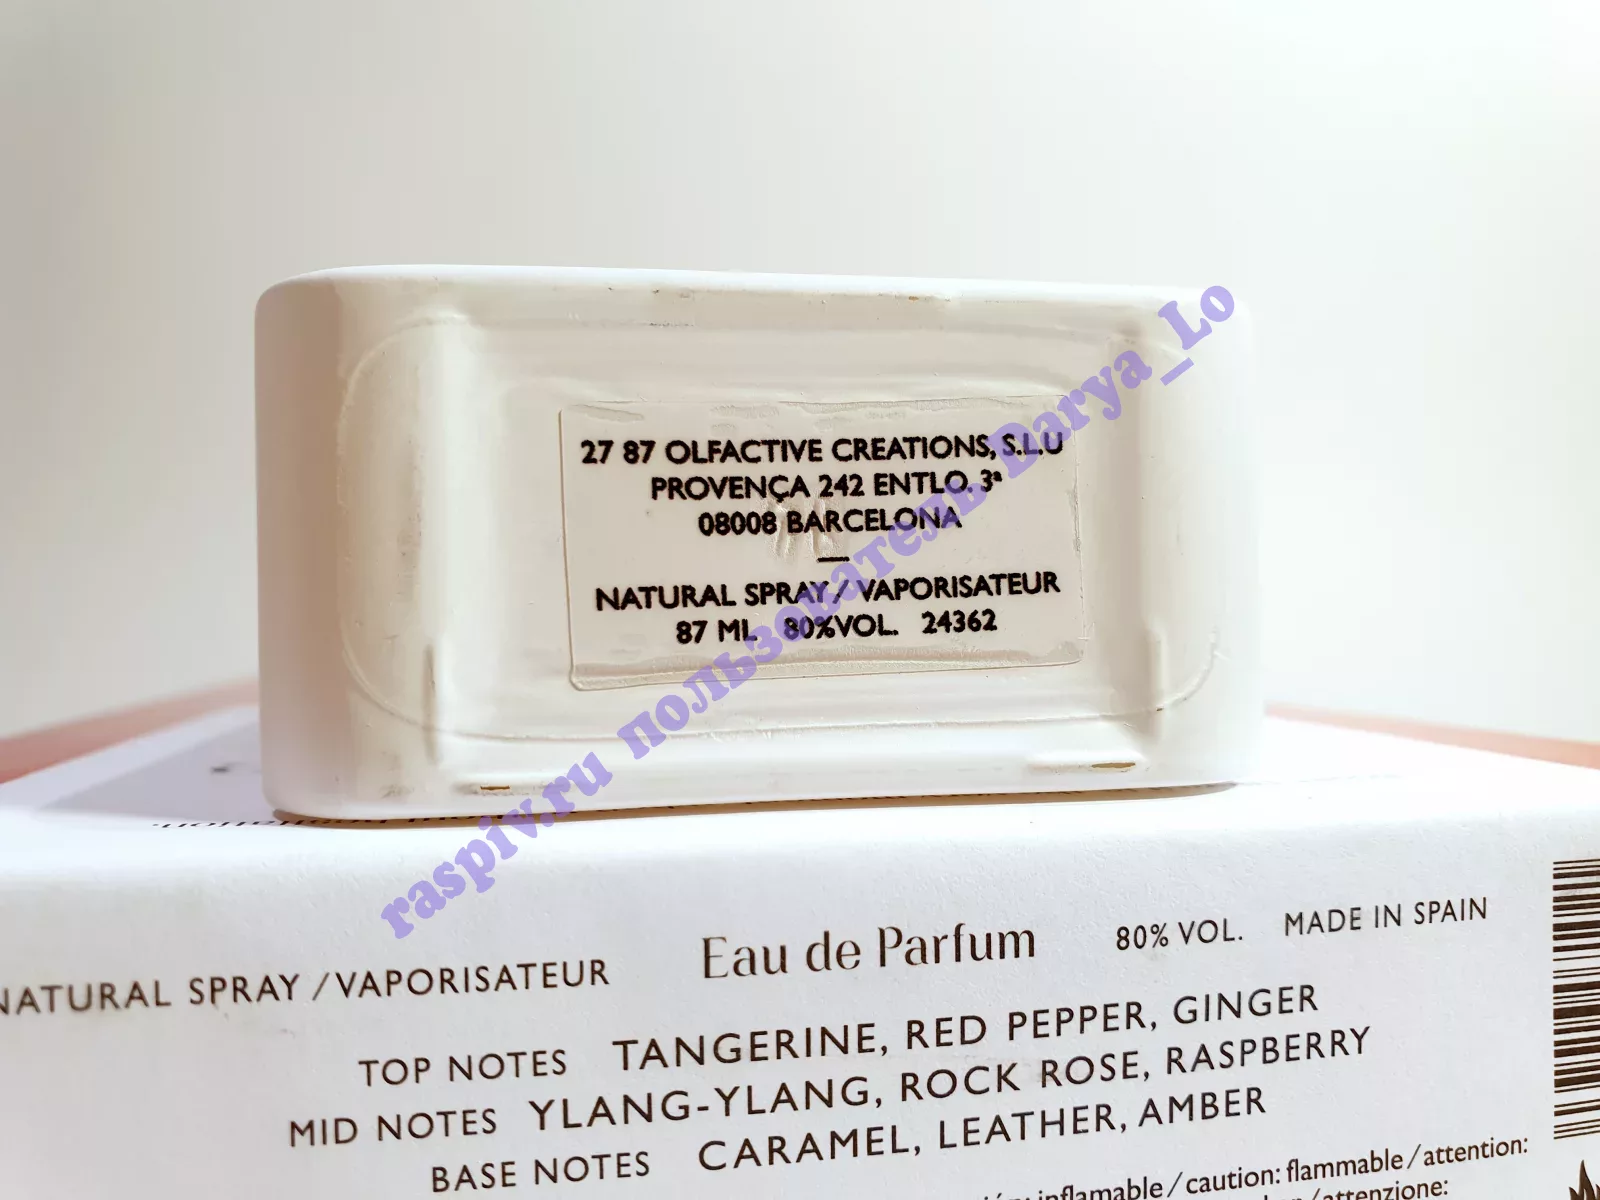 27 87 OLFACTIVE CREATIONS, S.L.U
PROVENÇA 242 ENTLO. 3ª
08008 BARCELONA
—
NATURAL SPRAY / VAPORISATEUR
87 ML 80%VOL. 24362
raspiv.ru пользователь Darya_Lo
NATURAL SPRAY / VAPORISATEUR Eau de Parfum 80% VOL. MADE IN SPAIN
TOP NOTES TANGERINE, RED PEPPER, GINGER
MID NOTES YLANG-YLANG, ROCK ROSE, RASPBERRY
BASE NOTES CARAMEL, LEATHER, AMBER
inflamable / caution: flammable / attention:
/attenzione: